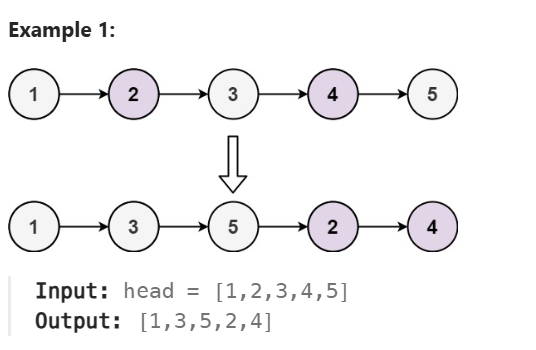 Example 1:
1 2 3 4 5
1 3 5 2 4
Input: head = [1,2,3,4,5]
Output: [1,3,5,2,4]